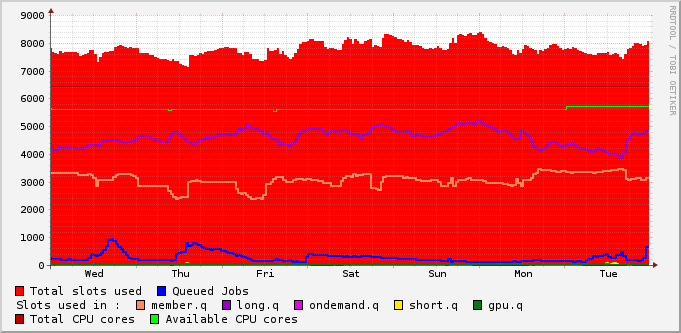 9000
8000
7000
6000
5000
4000
3000
2000
1000
0
Wed Thu Fri Sat Sun Mon Tue
RRDTOOL / TOBI OETIKER
Total slots used Queued Jobs
Slots used in : member.q long.q ondemand.q short.q gpu.q
Total CPU cores Available CPU cores